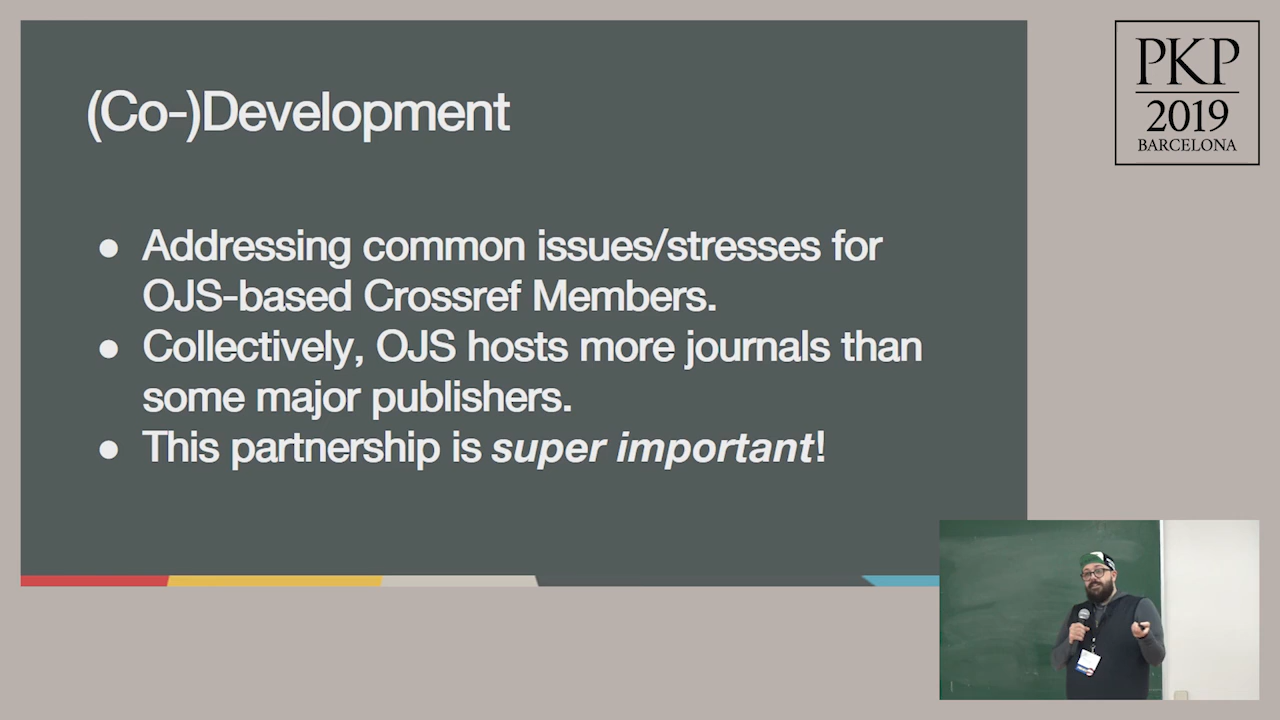 (Co-)Development
● Addressing common issues/stresses for
OJS-based Crossref Members.
● Collectively, OJS hosts more journals than
some major publishers.
● This partnership is super important!
PKP
2019
BARCELONA